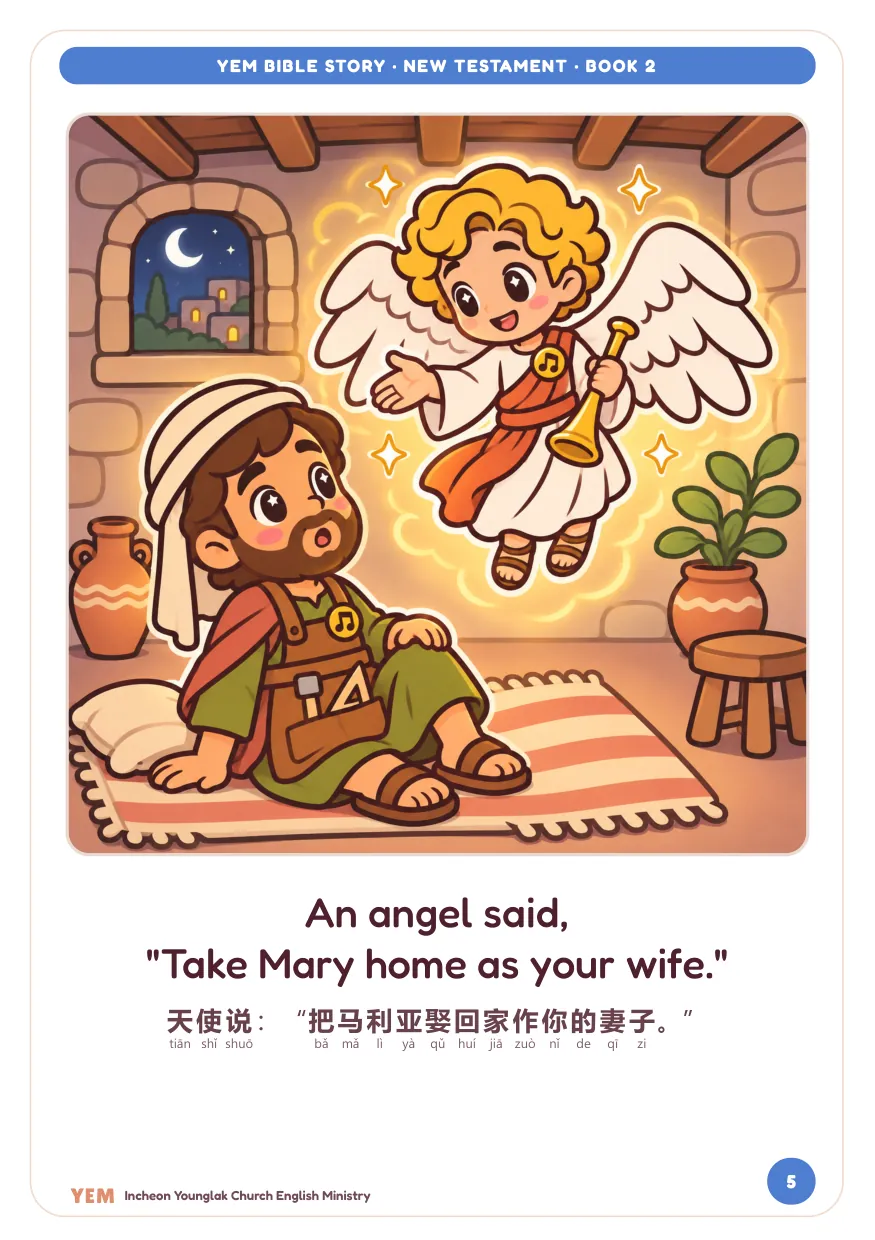 YEM BIBLE STORY · NEW TESTAMENT · BOOK 2
An angel said,
"Take Mary home as your wife."
天使说：“把马利亚娶回家作你的妻子。”
tiān shǐ shuō bǎ mǎ lì yà qǔ huí jiā zuò nǐ de qī zi
YEM Incheon Younglak Church English Ministry
5